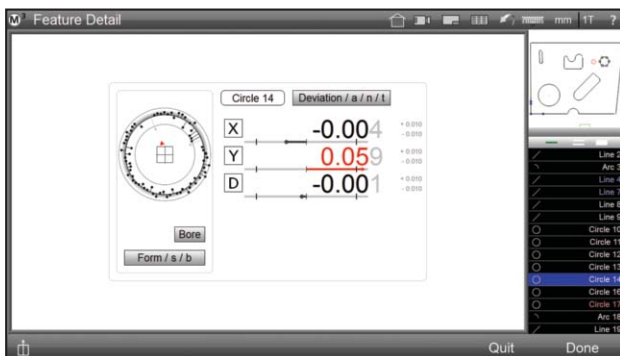 M³ Feature Detail mm 1T ?
Circle 14 Deviation / a / n / t
X -0.004 +0.010
-0.010
Y 0.059 +0.010
-0.010
D -0.001 +0.010
-0.010
Bore
Form / s / b
Line 2
Arc 3
Line 4
Line 7
Line 8
Line 9
Circle 10
Circle 11
Circle 12
Circle 13
Circle 14
Circle 16
Circle 17
Arc 18
Line 19
Quit Done